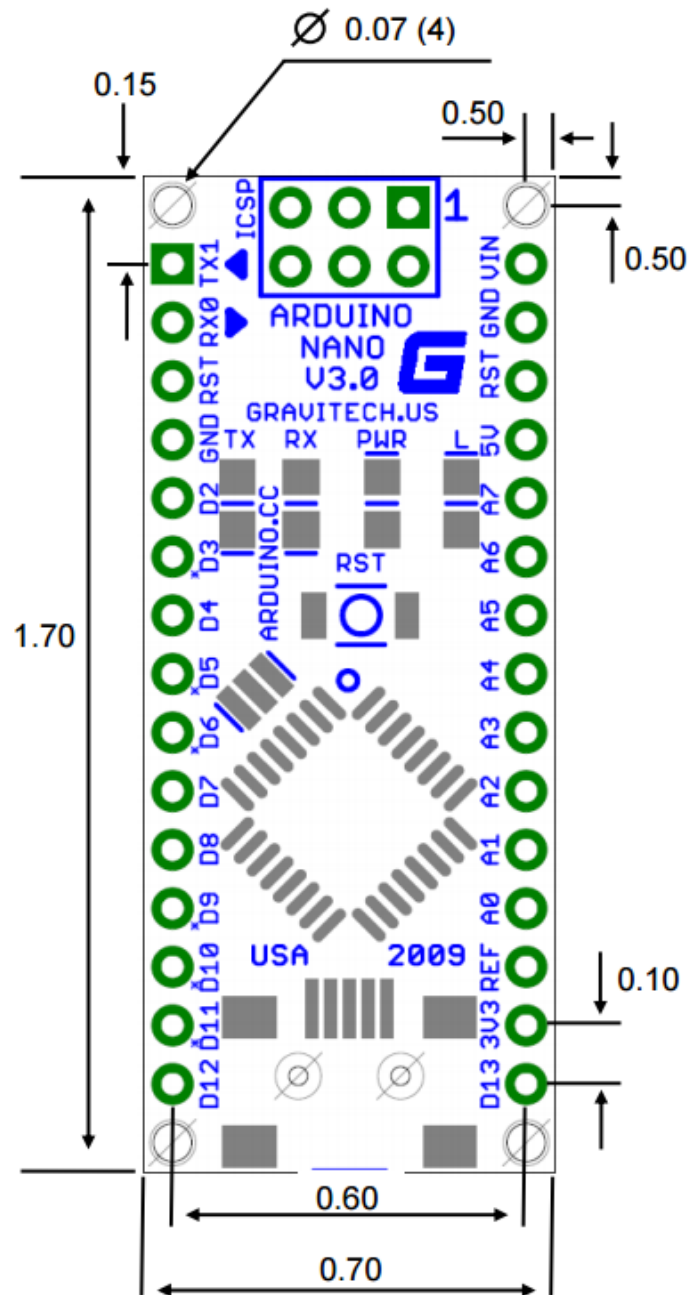 Ø 0.07 (4)
0.15
0.50
0.50
ICSP
1
TX1
RX0
RST
GND
D2
D3
D4
D5
D6
D7
D8
D9
D10
D11
D12
VIN
GND
RST
5V
A7
A6
A5
A4
A3
A2
A1
A0
REF
3V3
D13
ARDUINO
NANO
V3.0
G
GRAVITECH.US
TX RX PWR L
ARDUINO.CC
RST
USA 2009
1.70
0.10
0.60
0.70